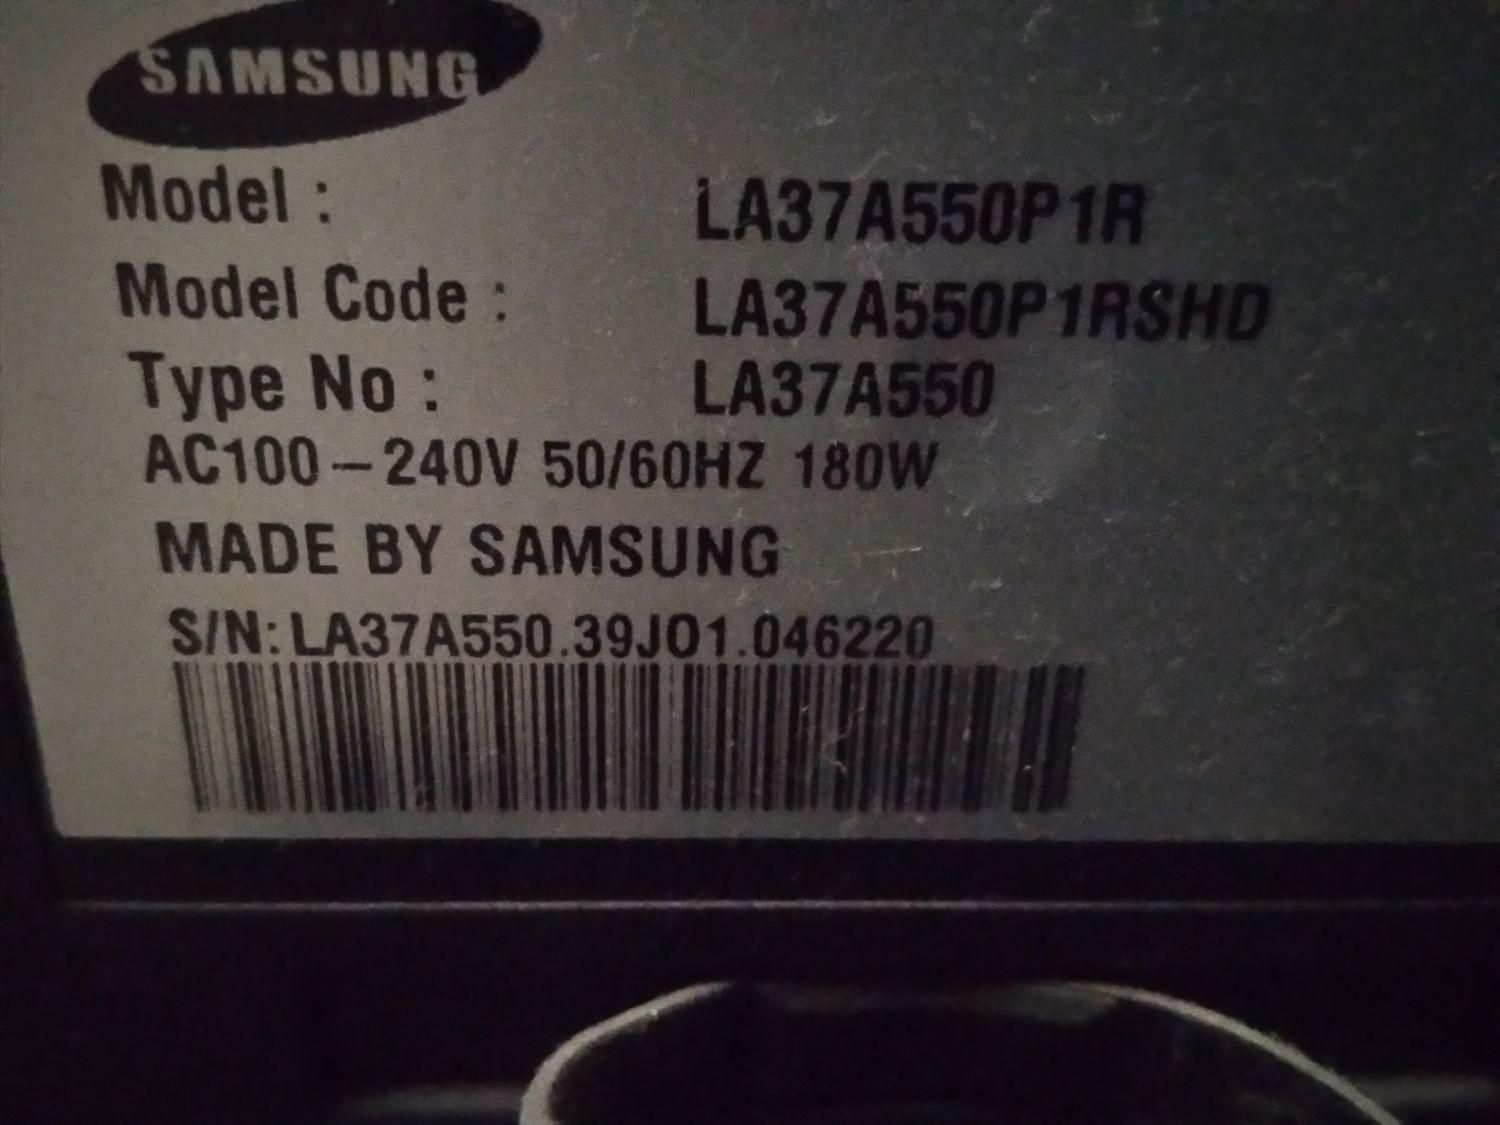 SAMSUNG
Model : LA37A550P1R
Model Code : LA37A550P1RSHD
Type No : LA37A550
AC100-240V 50/60HZ 180W
MADE BY SAMSUNG
S/N: LA37A550.39JO1.046220